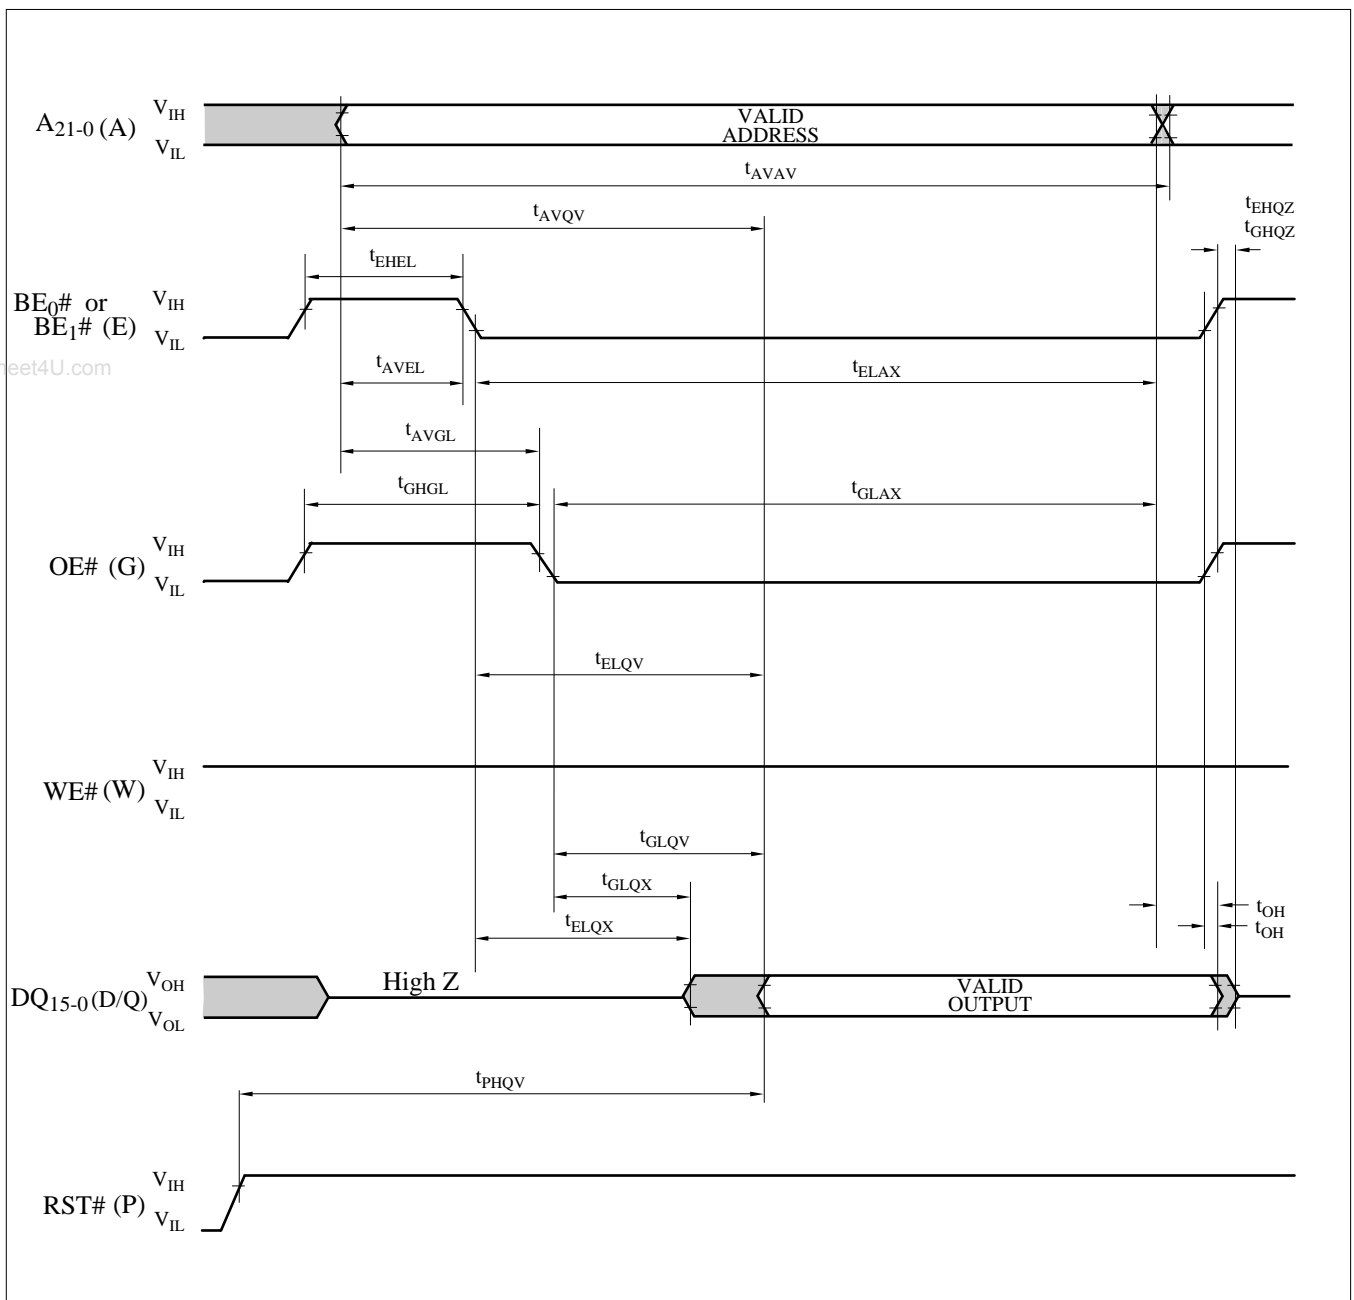 A21-0 (A)
VIH
VIL
VALID
ADDRESS
tAVAV
tAVQV
tEHQZ
tGHQZ
tEHEL
BE0# or
BE1# (E)
VIH
VIL
eet4U.com
tAVEL
tELAX
tAVGL
tGHGL
tGLAX
OE# (G)
VIH
VIL
tELQV
WE# (W)
VIH
VIL
tGLQV
tGLQX
tELQX
tOH
tOH
DQ15-0 (D/Q)
VOH
VOL
High Z
VALID
OUTPUT
tPHQV
RST# (P)
VIH
VIL